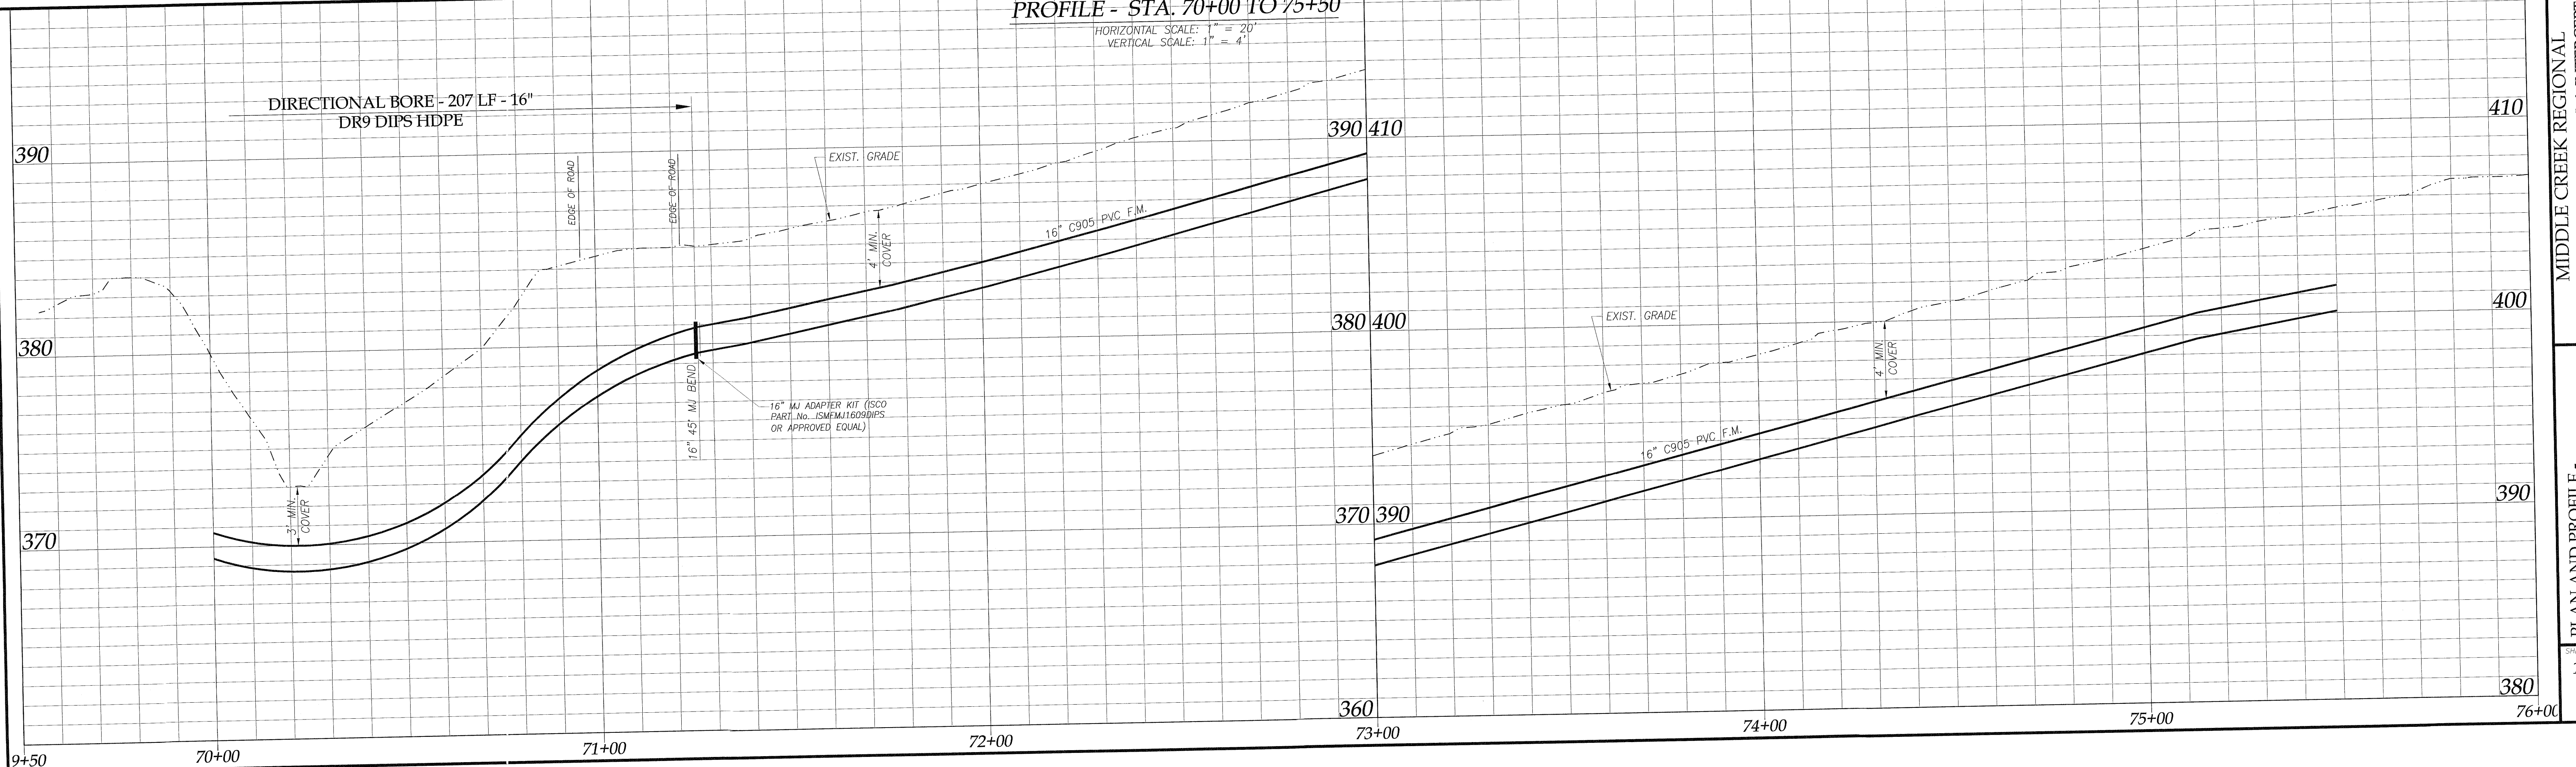 PROFILE - STA. 70+00 TO 75+50
HORIZONTAL SCALE: 1" = 20'
VERTICAL SCALE: 1" = 4'
DIRECTIONAL BORE - 207 LF - 16"
DR9 DIPS HDPE
390
380
370
EDGE OF ROAD
EDGE OF ROAD
EXIST. GRADE
4' MIN.
COVER
16" C905 PVC F.M.
3' MIN.
COVER
16" 45° MJ BEND
16" MJ ADAPTER KIT (ISCO
PART No. ISMFMJ1609DIPS
OR APPROVED EQUAL)
390 410
380 400
370 390
360
EXIST. GRADE
4' MIN.
COVER
16" C905 PVC F.M.
410
400
390
380
9+50
70+00
71+00
72+00
73+00
74+00
75+00
76+00
MIDDLE CREEK REGIONAL
PLAN AND PROFILE -